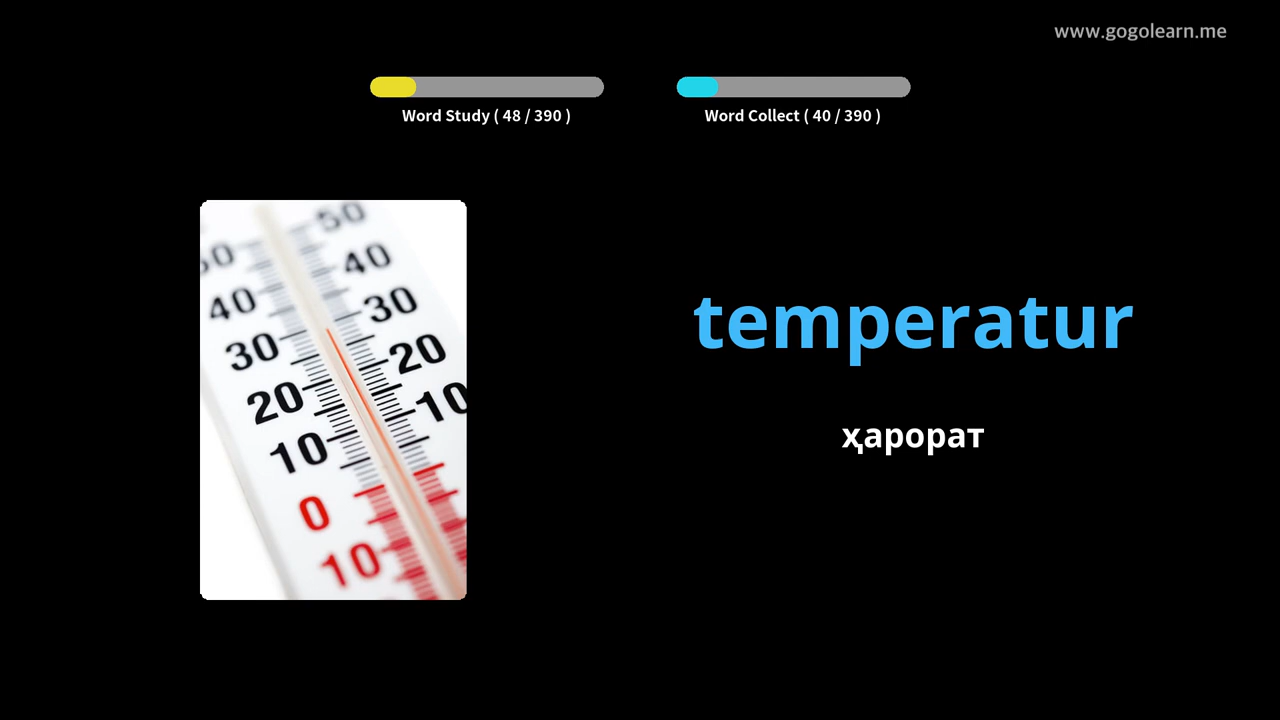 www.gogolearn.me
Word Study ( 48 / 390 )
Word Collect ( 40 / 390 )
50
50
40
40
30
30
20
20
10
10
0
10
temperatur
ҳарорат